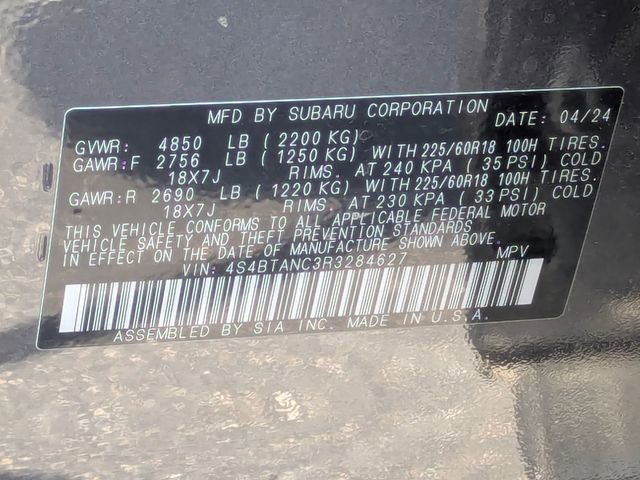 MFD BY SUBARU CORPORATION DATE: 04/24
GVWR: 4850 LB ( 2200 KG)
GAWR:F 2756 LB ( 1250 KG) WITH 225/60R18 100H TIRES.
18X7J RIMS. AT 240 KPA ( 35 PSI) COLD
GAWR:R 2690 LB ( 1220 KG) WITH 225/60R18 100H TIRES.
18X7J RIMS. AT 230 KPA ( 33 PSI) COLD
THIS VEHICLE CONFORMS TO ALL APPLICABLE FEDERAL MOTOR
VEHICLE SAFETY AND THEFT PREVENTION STANDARDS
IN EFFECT ON THE DATE OF MANUFACTURE SHOWN ABOVE.
VIN: 4S4BTANC3R3284627 MPV
ASSEMBLED BY SIA INC. MADE IN U.S.A.